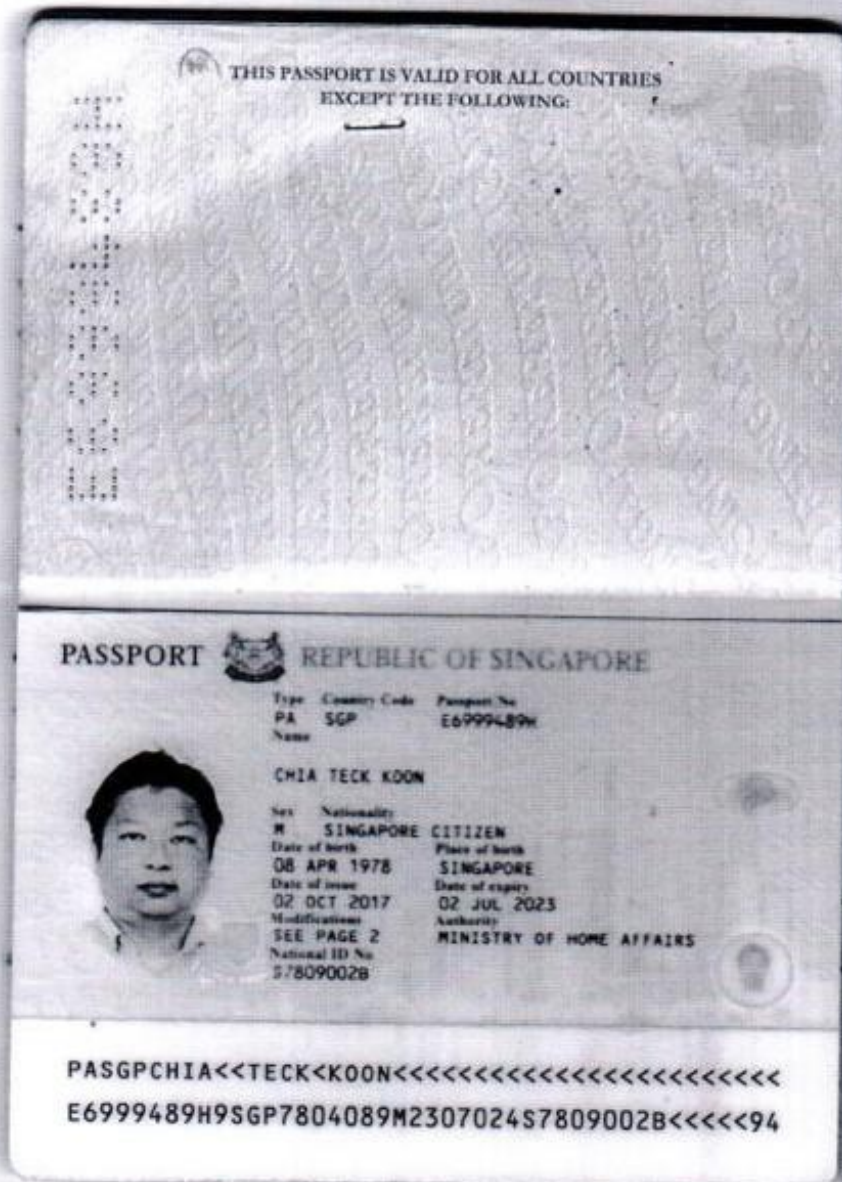 THIS PASSPORT IS VALID FOR ALL COUNTRIES
EXCEPT THE FOLLOWING:
PASSPORT REPUBLIC OF SINGAPORE
Type Country Code Passport No
PA SGP E6999489H
Name
CHIA TECK KOON
Sex Nationality
M SINGAPORE CITIZEN
Date of birth Place of birth
08 APR 1978 SINGAPORE
Date of issue Date of expiry
02 OCT 2017 02 JUL 2023
Modifications Authority
SEE PAGE 2 MINISTRY OF HOME AFFAIRS
National ID No
S7809002B
PASGPCHIA<<TECK<KOON<<<<<<<<<<<<<<<<<<<<<<<<
E6999489H9SGP7804089M2307024S7809002B<<<<<94